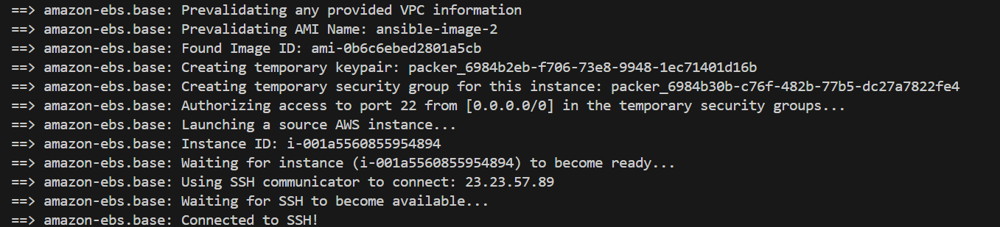 ==> amazon-ebs.base: Prevalidating any provided VPC information
==> amazon-ebs.base: Prevalidating AMI Name: ansible-image-2
==> amazon-ebs.base: Found Image ID: ami-0b6c6ebed2801a5cb
==> amazon-ebs.base: Creating temporary keypair: packer_6984b2eb-f706-73e8-9948-1ec71401d16b
==> amazon-ebs.base: Creating temporary security group for this instance: packer_6984b30b-c76f-482b-77b5-dc27a7822fe4
==> amazon-ebs.base: Authorizing access to port 22 from [0.0.0.0/0] in the temporary security groups...
==> amazon-ebs.base: Launching a source AWS instance...
==> amazon-ebs.base: Instance ID: i-001a5560855954894
==> amazon-ebs.base: Waiting for instance (i-001a5560855954894) to become ready...
==> amazon-ebs.base: Using SSH communicator to connect: 23.23.57.89
==> amazon-ebs.base: Waiting for SSH to become available...
==> amazon-ebs.base: Connected to SSH!